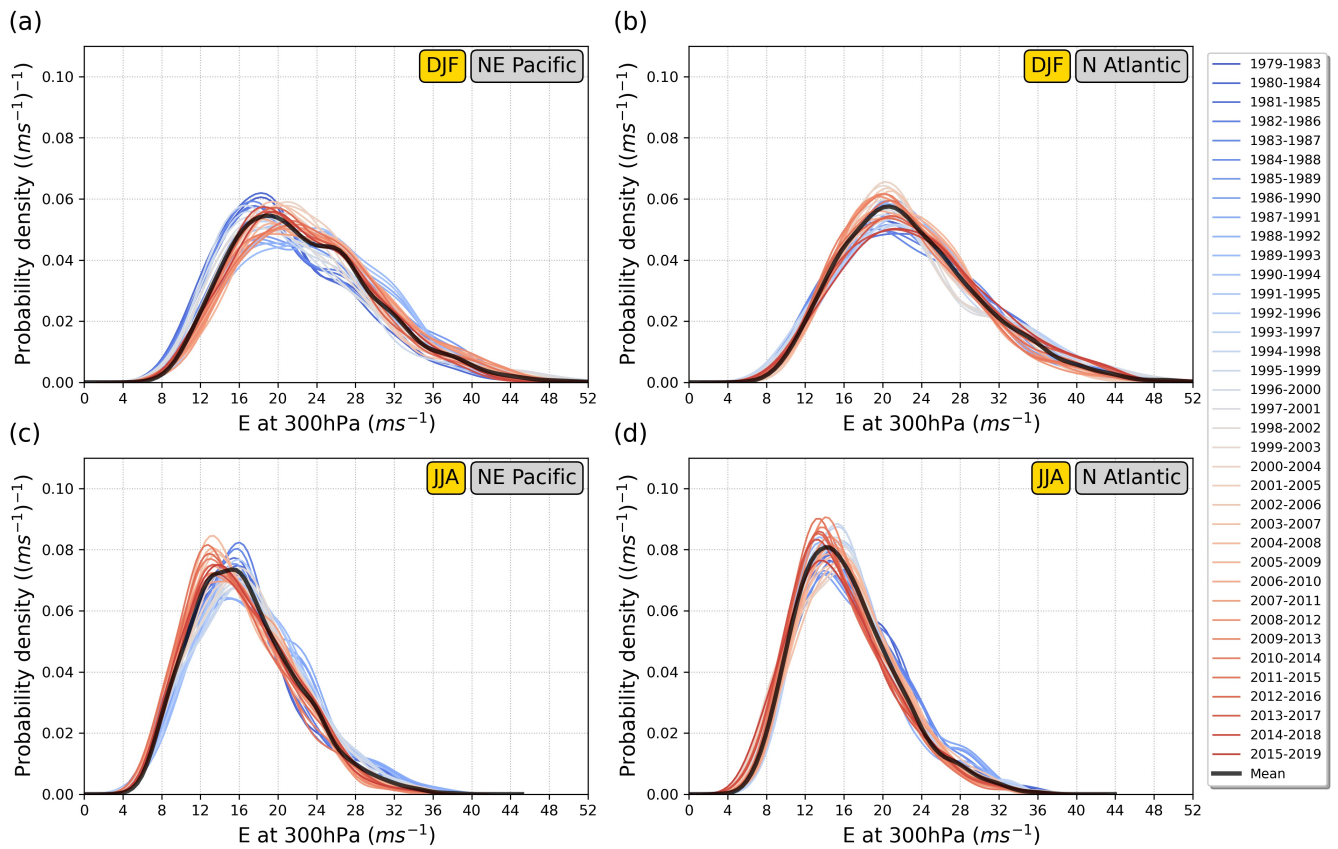 (a)
DJF NE Pacific
Probability density ((ms⁻¹)⁻¹)
0.10
0.08
0.06
0.04
0.02
0.00
0 4 8 12 16 20 24 28 32 36 40 44 48 52
E at 300hPa (ms⁻¹)
(b)
DJF N Atlantic
Probability density ((ms⁻¹)⁻¹)
0.10
0.08
0.06
0.04
0.02
0.00
0 4 8 12 16 20 24 28 32 36 40 44 48 52
E at 300hPa (ms⁻¹)
(c)
JJA NE Pacific
Probability density ((ms⁻¹)⁻¹)
0.10
0.08
0.06
0.04
0.02
0.00
0 4 8 12 16 20 24 28 32 36 40 44 48 52
E at 300hPa (ms⁻¹)
(d)
JJA N Atlantic
Probability density ((ms⁻¹)⁻¹)
0.10
0.08
0.06
0.04
0.02
0.00
0 4 8 12 16 20 24 28 32 36 40 44 48 52
E at 300hPa (ms⁻¹)
1979-1983
1980-1984
1981-1985
1982-1986
1983-1987
1984-1988
1985-1989
1986-1990
1987-1991
1988-1992
1989-1993
1990-1994
1991-1995
1992-1996
1993-1997
1994-1998
1995-1999
1996-2000
1997-2001
1998-2002
1999-2003
2000-2004
2001-2005
2002-2006
2003-2007
2004-2008
2005-2009
2006-2010
2007-2011
2008-2012
2009-2013
2010-2014
2011-2015
2012-2016
2013-2017
2014-2018
2015-2019
Mean